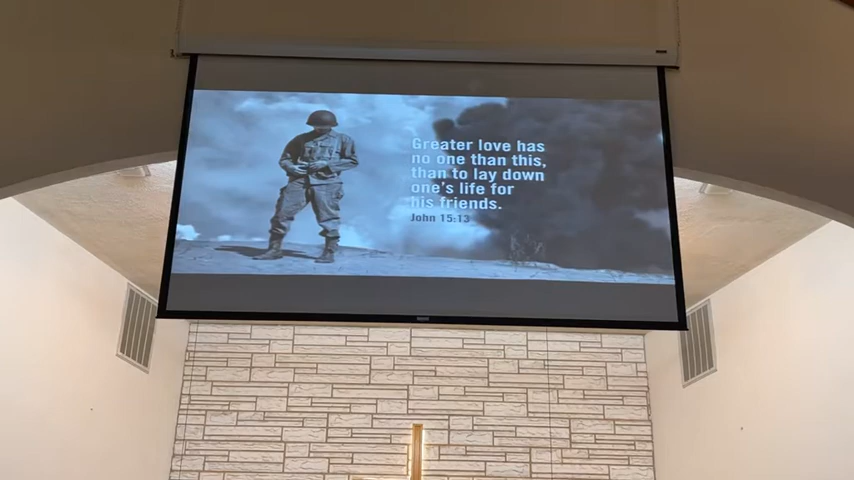 Greater love has
no one than this,
than to lay down
one's life for
his friends.
John 15:13